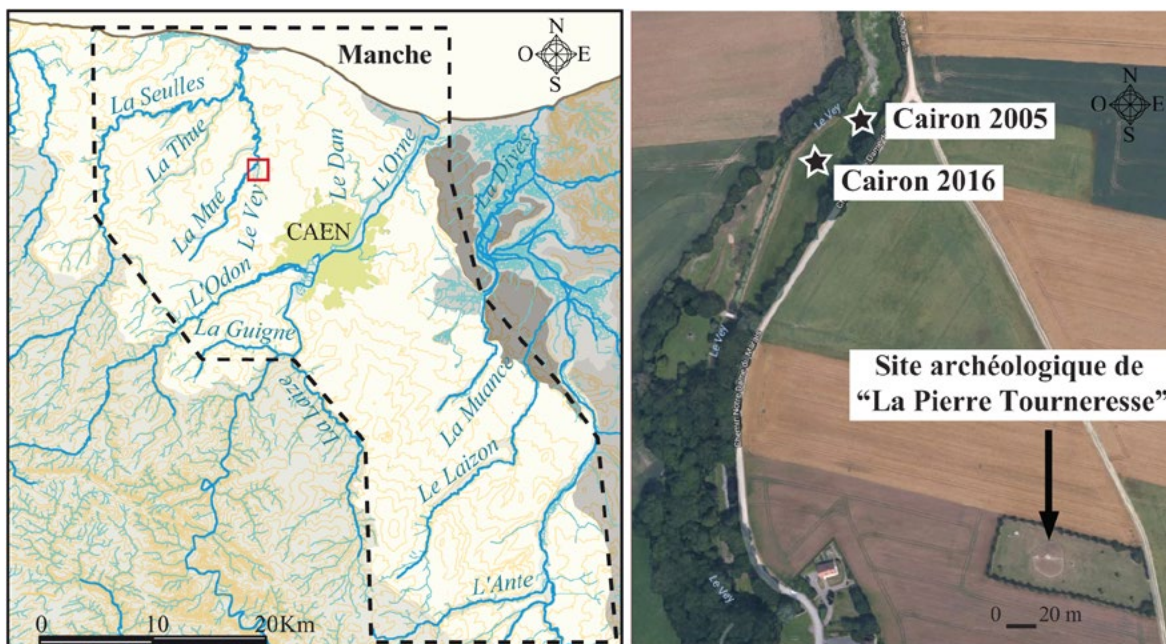 Manche
N
O E
S
La Seulles
La Thue
La Mue
Le Vey
Le Dan
L'Orne
La Dives
CAEN
L'Odon
La Guigne
La Laize
La Muance
Le Laizon
L'Ante
0 10 20Km
N
O E
S
Le Vey
Cairon 2005
Cairon 2016
Le Vey
Site archéologique de
“La Pierre Tourneresse”
Le Vey
0 20 m